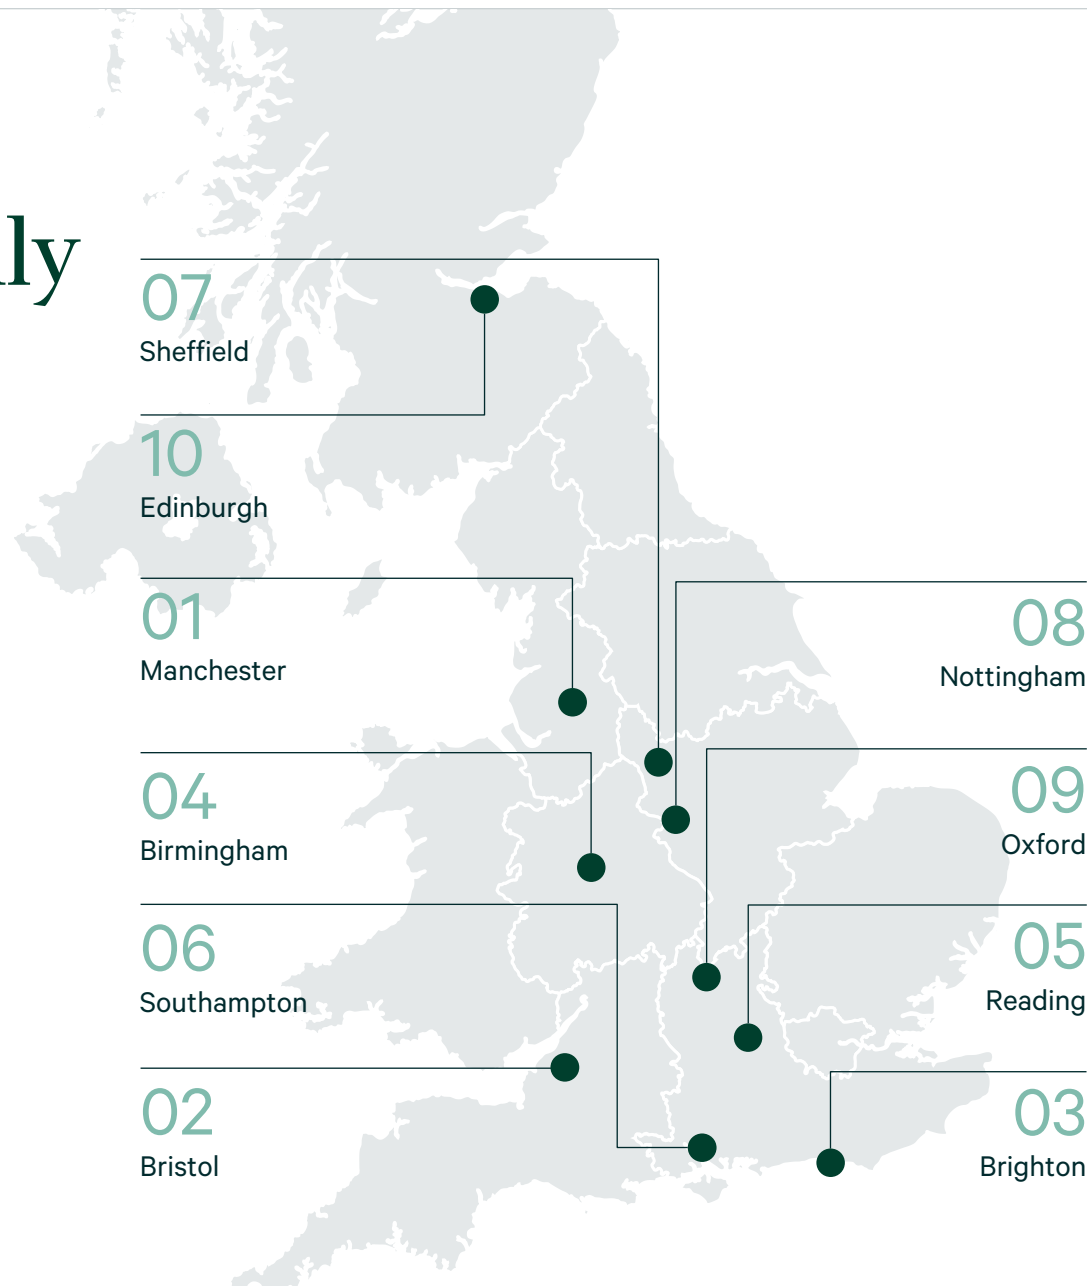 lly
07
Sheffield
10
Edinburgh
01
Manchester
04
Birmingham
06
Southampton
02
Bristol
08
Nottingham
09
Oxford
05
Reading
03
Brighton